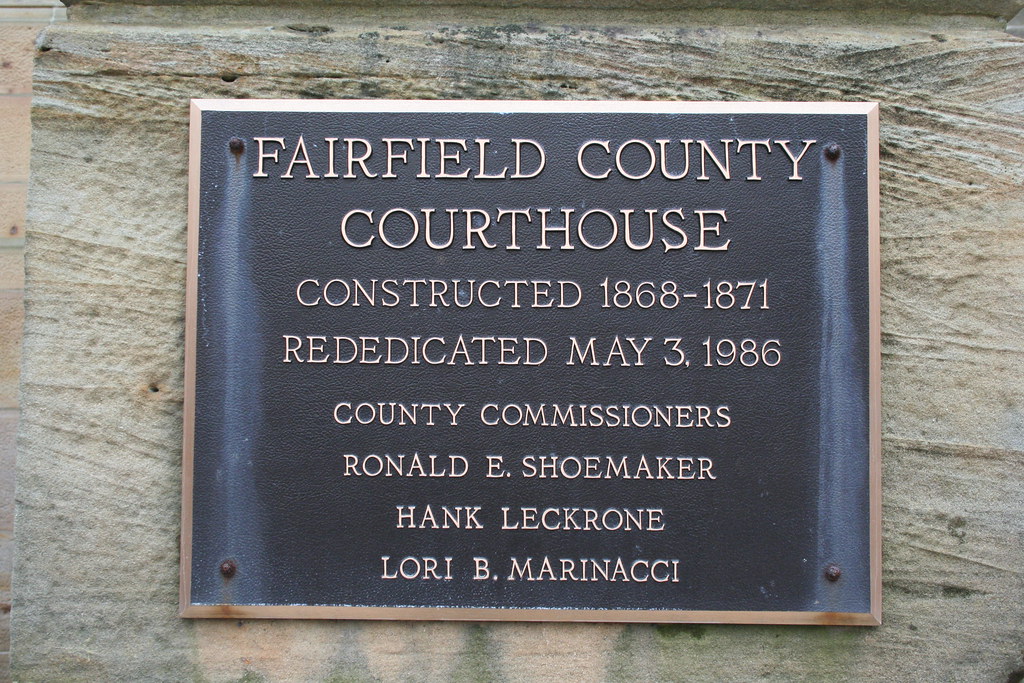 FAIRFIELD COUNTY
COURTHOUSE
CONSTRUCTED 1868-1871
REDEDICATED MAY 3, 1986
COUNTY COMMISSIONERS
RONALD E. SHOEMAKER
HANK LECKRONE
LORI B. MARINACCI